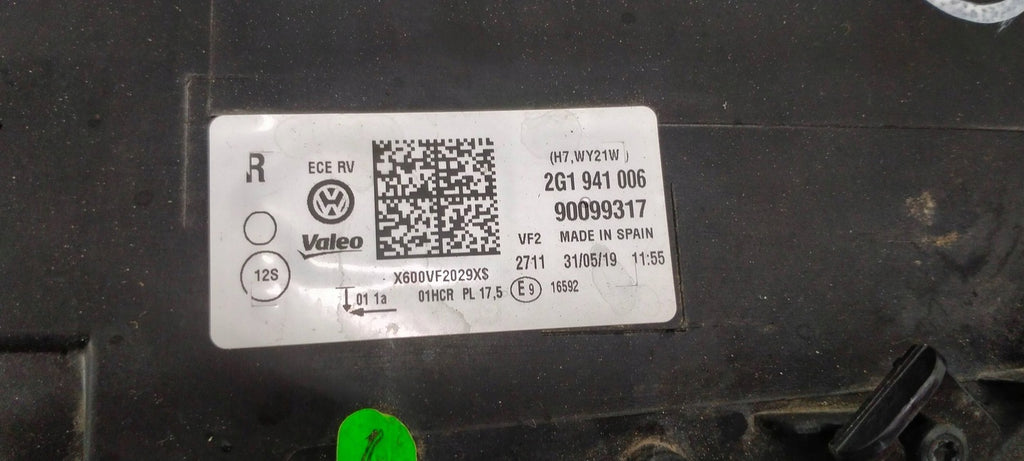 R
ECE RV
Valeo
12S
(H7,WY21W )
2G1 941 006
90099317
VF2 MADE IN SPAIN
2711 31/05/19 11:55
X600VF2029X$
01 1a 01HCR PL 17,5 E9 16592